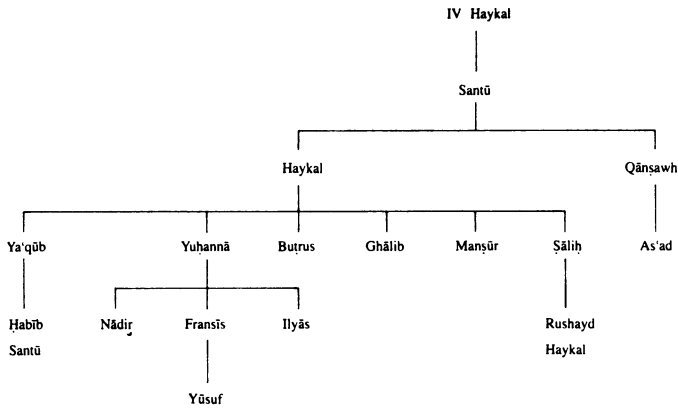 IV Haykal
Santū
Haykal Qānṣawh
Ya'qūb Yuḥannā Buṭrus Ghālib Manṣūr Ṣāliḥ As'ad
Ḥabīb Nādir Fransīs Ilyās Rushayd
Santū Haykal
Yūsuf